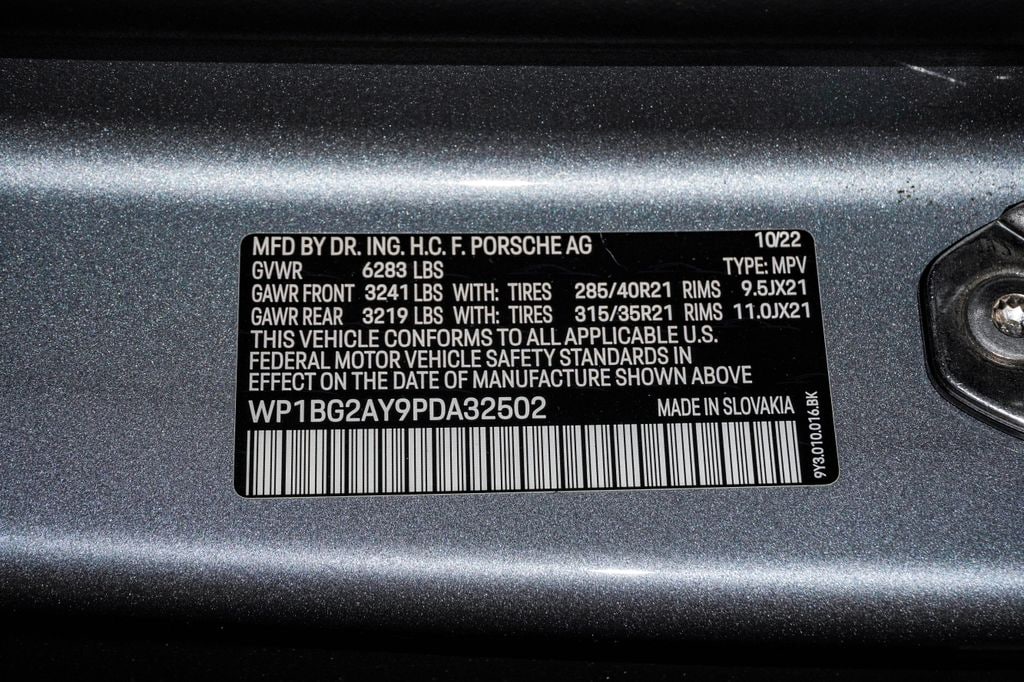 MFD BY DR. ING. H.C. F. PORSCHE AG 10/22
GVWR 6283 LBS TYPE: MPV
GAWR FRONT 3241 LBS WITH: TIRES 285/40R21 RIMS 9.5JX21
GAWR REAR 3219 LBS WITH: TIRES 315/35R21 RIMS 11.0JX21
THIS VEHICLE CONFORMS TO ALL APPLICABLE U.S.
FEDERAL MOTOR VEHICLE SAFETY STANDARDS IN
EFFECT ON THE DATE OF MANUFACTURE SHOWN ABOVE
WP1BG2AY9PDA32502 MADE IN SLOVAKIA
9Y3.010.016.BK